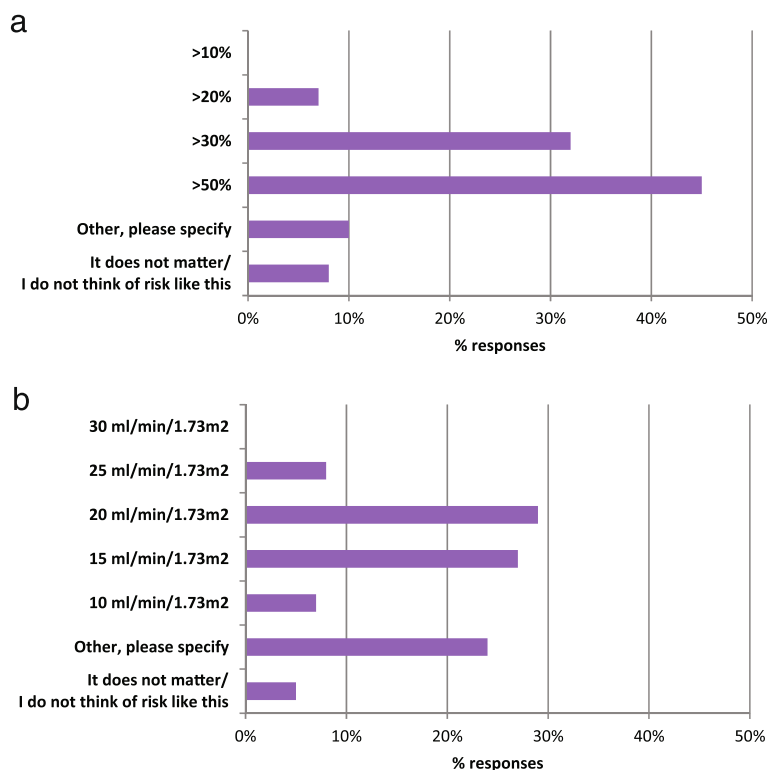 a
>10%
>20%
>30%
>50%
Other, please specify
It does not matter/
I do not think of risk like this
0% 10% 20% 30% 40% 50%
% responses
b
30 ml/min/1.73m2
25 ml/min/1.73m2
20 ml/min/1.73m2
15 ml/min/1.73m2
10 ml/min/1.73m2
Other, please specify
It does not matter/
I do not think of risk like this
0% 10% 20% 30% 40% 50%
% responses